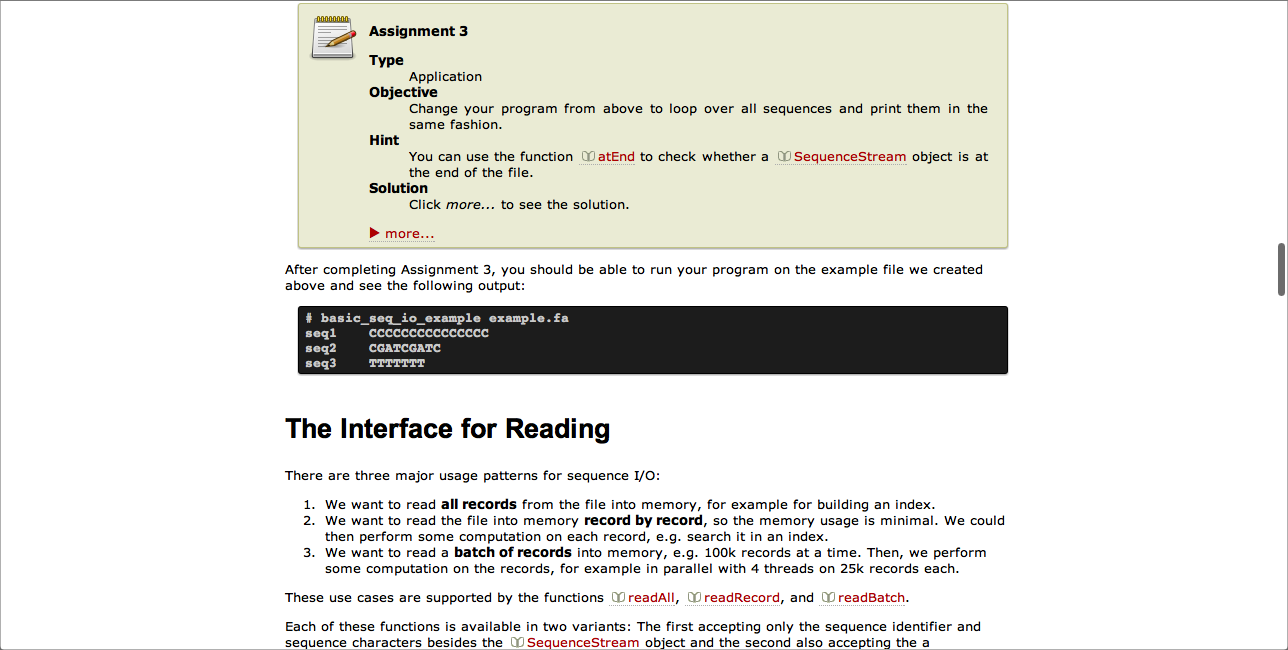 Assignment 3
Type
Application
Objective
Change your program from above to loop over all sequences and print them in the
same fashion.
Hint
You can use the function atEnd to check whether a SequenceStream object is at
the end of the file.
Solution
Click more... to see the solution.
more...
After completing Assignment 3, you should be able to run your program on the example file we created
above and see the following output:
# basic_seq_io_example example.fa
seq1    CCCCCCCCCCCCCCC
seq2    CGATCGATC
seq3    TTTTTTT
The Interface for Reading
There are three major usage patterns for sequence I/O:
1. We want to read all records from the file into memory, for example for building an index.
2. We want to read the file into memory record by record, so the memory usage is minimal. We could
then perform some computation on each record, e.g. search it in an index.
3. We want to read a batch of records into memory, e.g. 100k records at a time. Then, we perform
some computation on the records, for example in parallel with 4 threads on 25k records each.
These use cases are supported by the functions readAll, readRecord, and readBatch.
Each of these functions is available in two variants: The first accepting only the sequence identifier and
sequence characters besides the SequenceStream object and the second also accepting the a